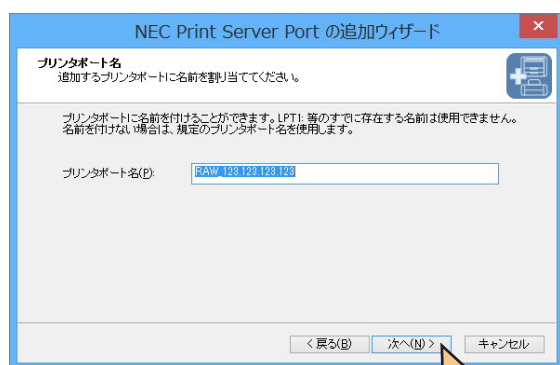 NEC Print Server Port の追加ウィザード
プリンタポート名
追加するプリンタポートに名前を割り当ててください。
プリンタポートに名前を付けることができます。LPT1: 等のすでに存在する名前は使用できません。
名前を付けない場合は、規定のプリンタポート名を使用します。
プリンタポート名(P):
RAW_123.123.123.123
< 戻る(B)
次へ(N) >
キャンセル